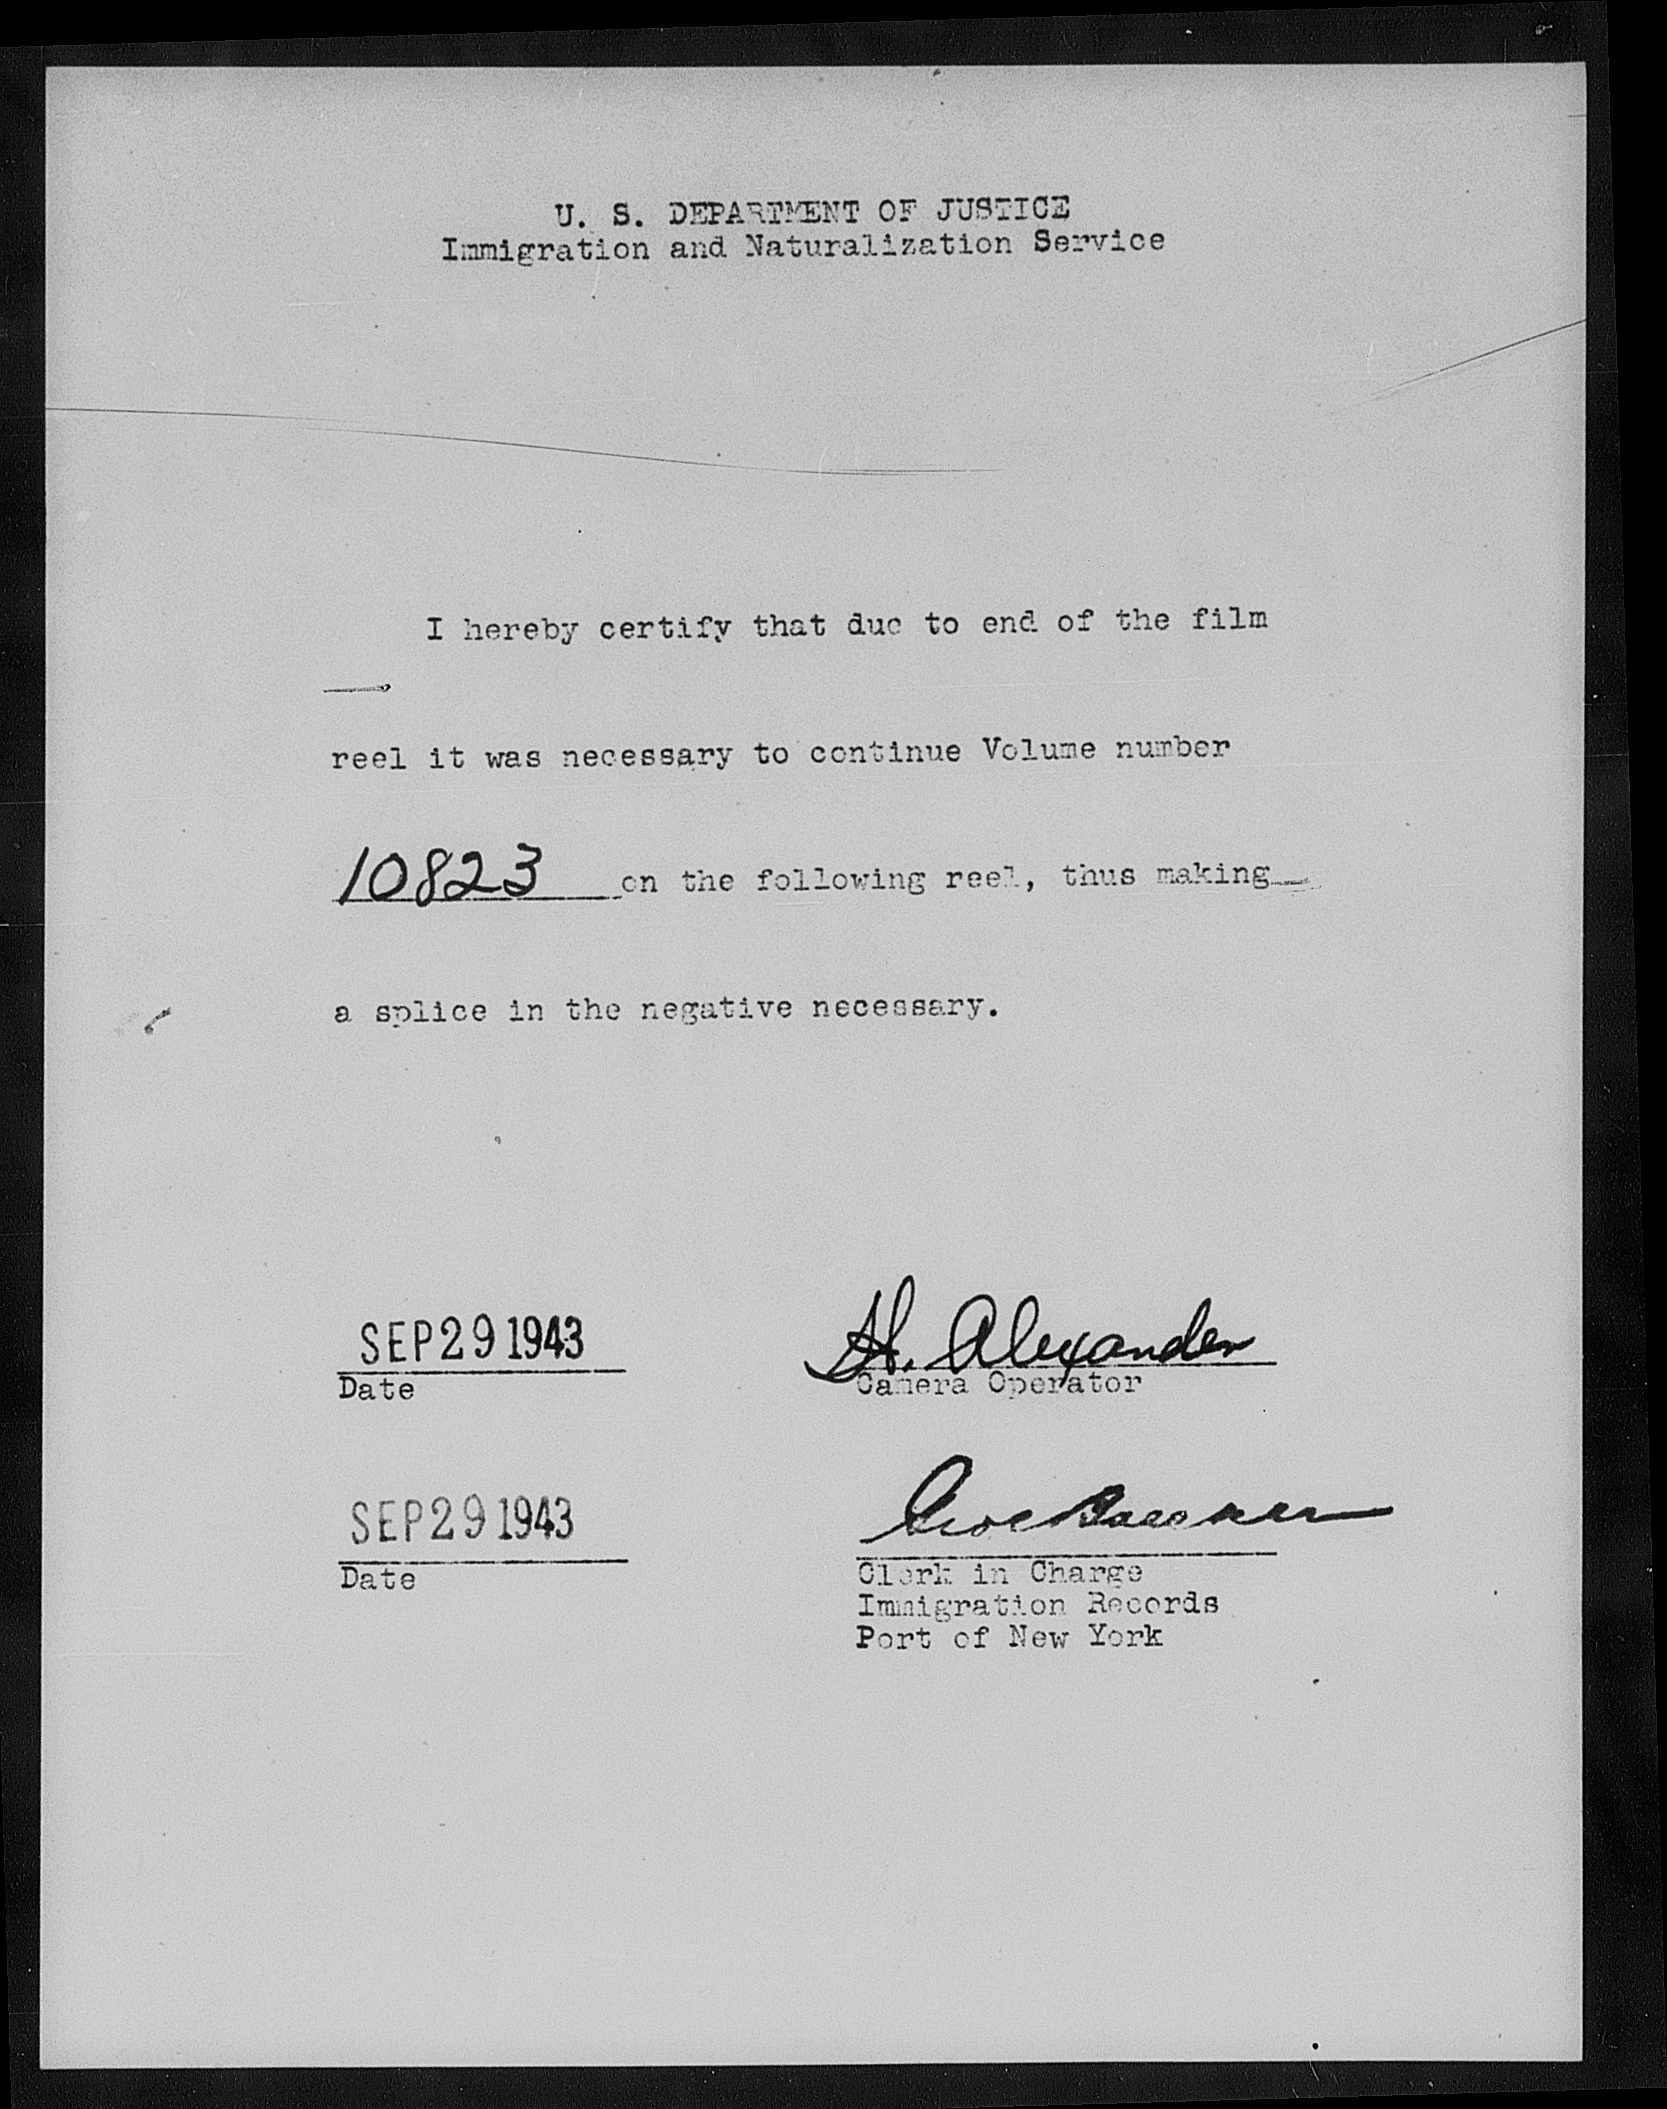 U. S. DEPARTMENT OF JUSTICE
Immigration and Naturalization Service
I hereby certify that due to end of the film
reel it was necessary to continue Volume number
10823 on the following reel, thus making
a splice in the negative necessary.
SEP 29 1943
Date
H. Alexander
Camera Operator
SEP 29 1943
Date
Clerk in Charge
Immigration Records
Port of New York